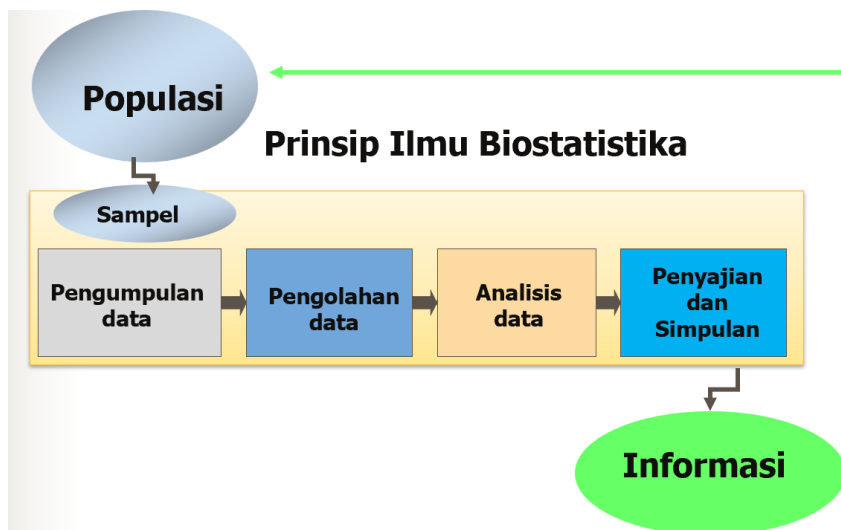 Populasi
Prinsip Ilmu Biostatistika
Sampel
Pengumpulan
data
Pengolahan
data
Analisis
data
Penyajian
dan
Simpulan
Informasi